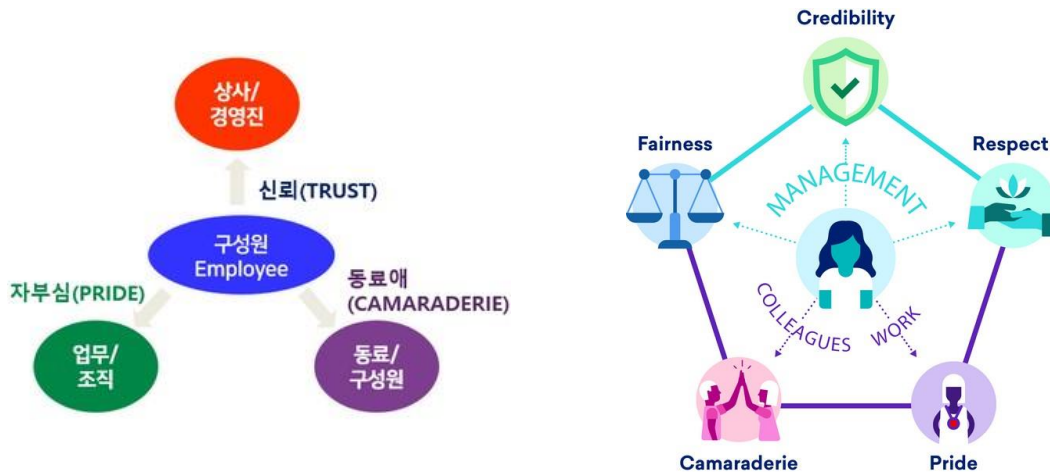 상사/
경영진
신뢰(TRUST)
구성원
Employee
자부심(PRIDE)
동료애
(CAMARADERIE)
업무/
조직
동료/
구성원
Credibility
Fairness
Respect
MANAGEMENT
COLLEAGUES
WORK
Camaraderie
Pride